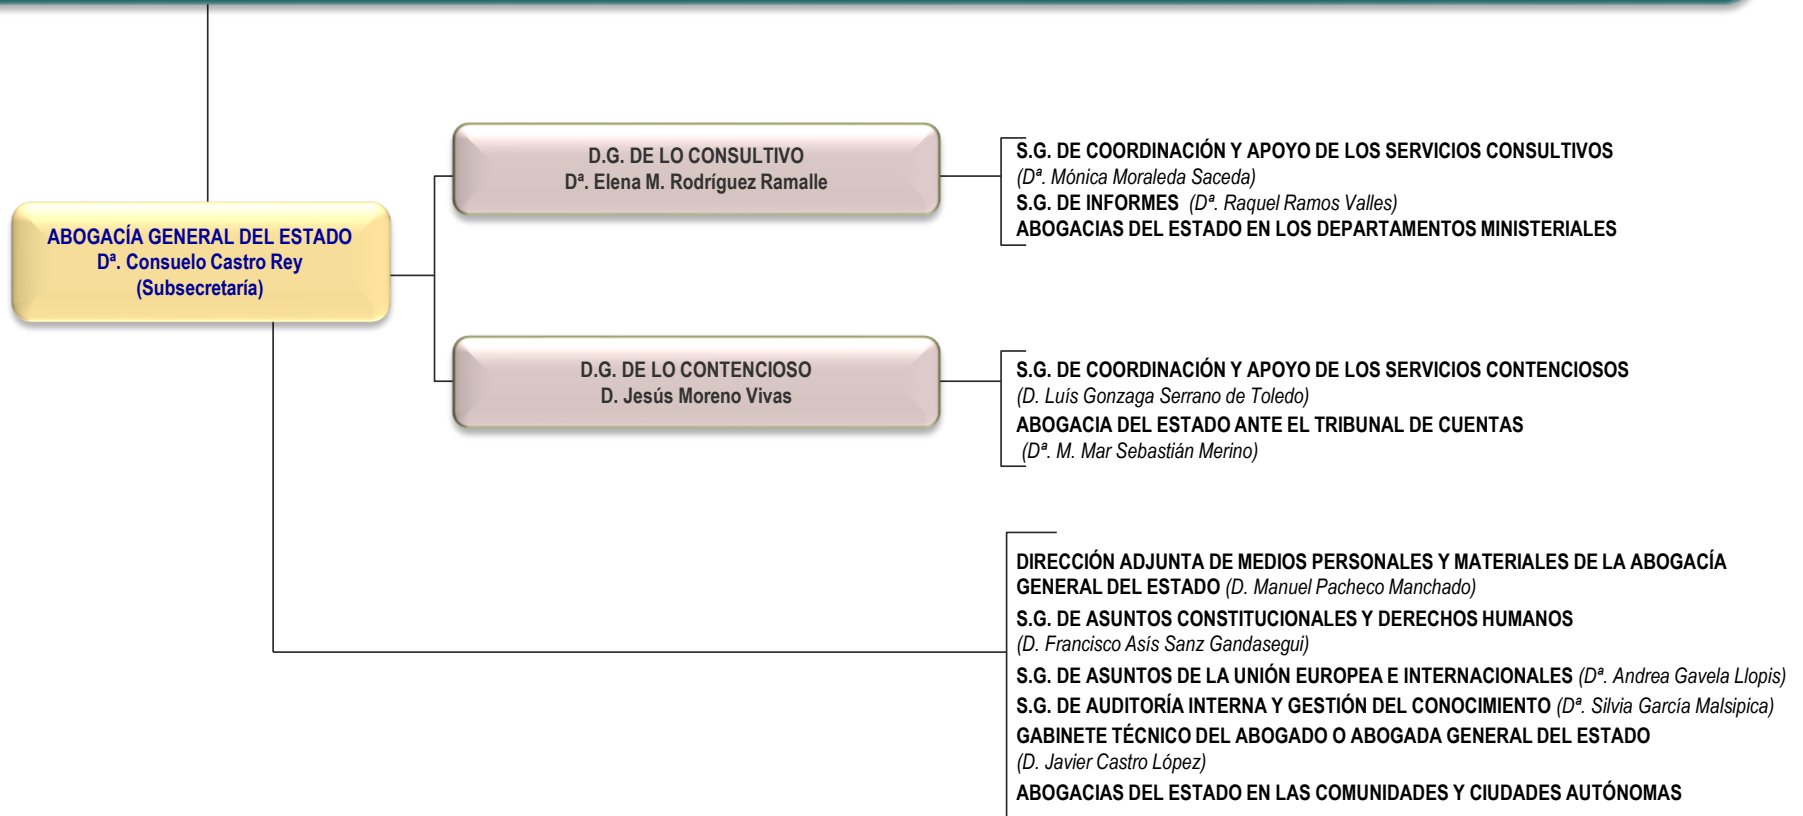 ABOGACÍA GENERAL DEL ESTADO
Dª. Consuelo Castro Rey
(Subsecretaría)
D.G. DE LO CONSULTIVO
Dª. Elena M. Rodríguez Ramalle
S.G. DE COORDINACIÓN Y APOYO DE LOS SERVICIOS CONSULTIVOS
(Dª. Mónica Moraleda Saceda)
S.G. DE INFORMES (Dª. Raquel Ramos Valles)
ABOGACIAS DEL ESTADO EN LOS DEPARTAMENTOS MINISTERIALES
D.G. DE LO CONTENCIOSO
D. Jesús Moreno Vivas
S.G. DE COORDINACIÓN Y APOYO DE LOS SERVICIOS CONTENCIOSOS
(D. Luís Gonzaga Serrano de Toledo)
ABOGACIA DEL ESTADO ANTE EL TRIBUNAL DE CUENTAS
(Dª. M. Mar Sebastián Merino)
DIRECCIÓN ADJUNTA DE MEDIOS PERSONALES Y MATERIALES DE LA ABOGACÍA
GENERAL DEL ESTADO (D. Manuel Pacheco Manchado)
S.G. DE ASUNTOS CONSTITUCIONALES Y DERECHOS HUMANOS
(D. Francisco Asís Sanz Gandasegui)
S.G. DE ASUNTOS DE LA UNIÓN EUROPEA E INTERNACIONALES (Dª. Andrea Gavela Llopis)
S.G. DE AUDITORÍA INTERNA Y GESTIÓN DEL CONOCIMIENTO (Dª. Silvia García Malsipica)
GABINETE TÉCNICO DEL ABOGADO O ABOGADA GENERAL DEL ESTADO
(D. Javier Castro López)
ABOGACIAS DEL ESTADO EN LAS COMUNIDADES Y CIUDADES AUTÓNOMAS